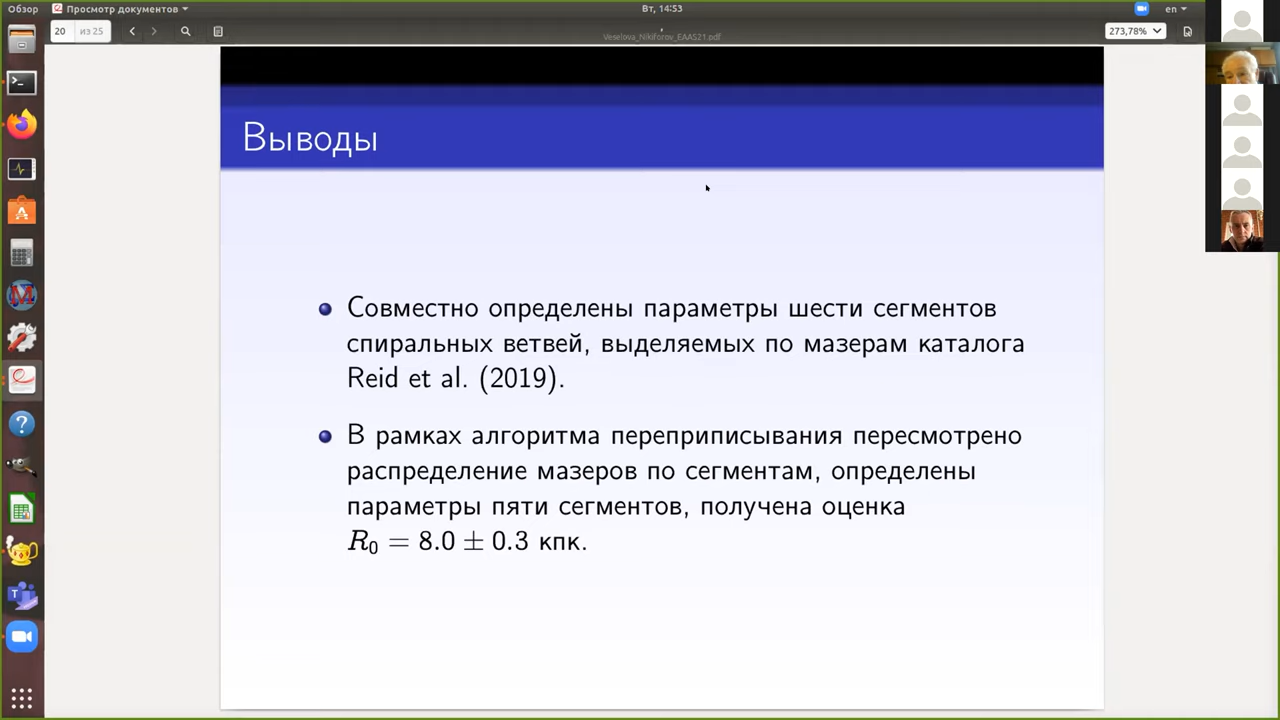 Обзор
Просмотр документов
Вт, 14:53
en
20 из 25
Veselova_Nikiforov_EAAS21.pdf
273,78%
Выводы
Совместно определены параметры шести сегментов
спиральных ветвей, выделяемых по мазерам каталога
Reid et al. (2019).
В рамках алгоритма переприписывания пересмотрено
распределение мазеров по сегментам, определены
параметры пяти сегментов, получена оценка
R₀ = 8.0 ± 0.3 кпк.